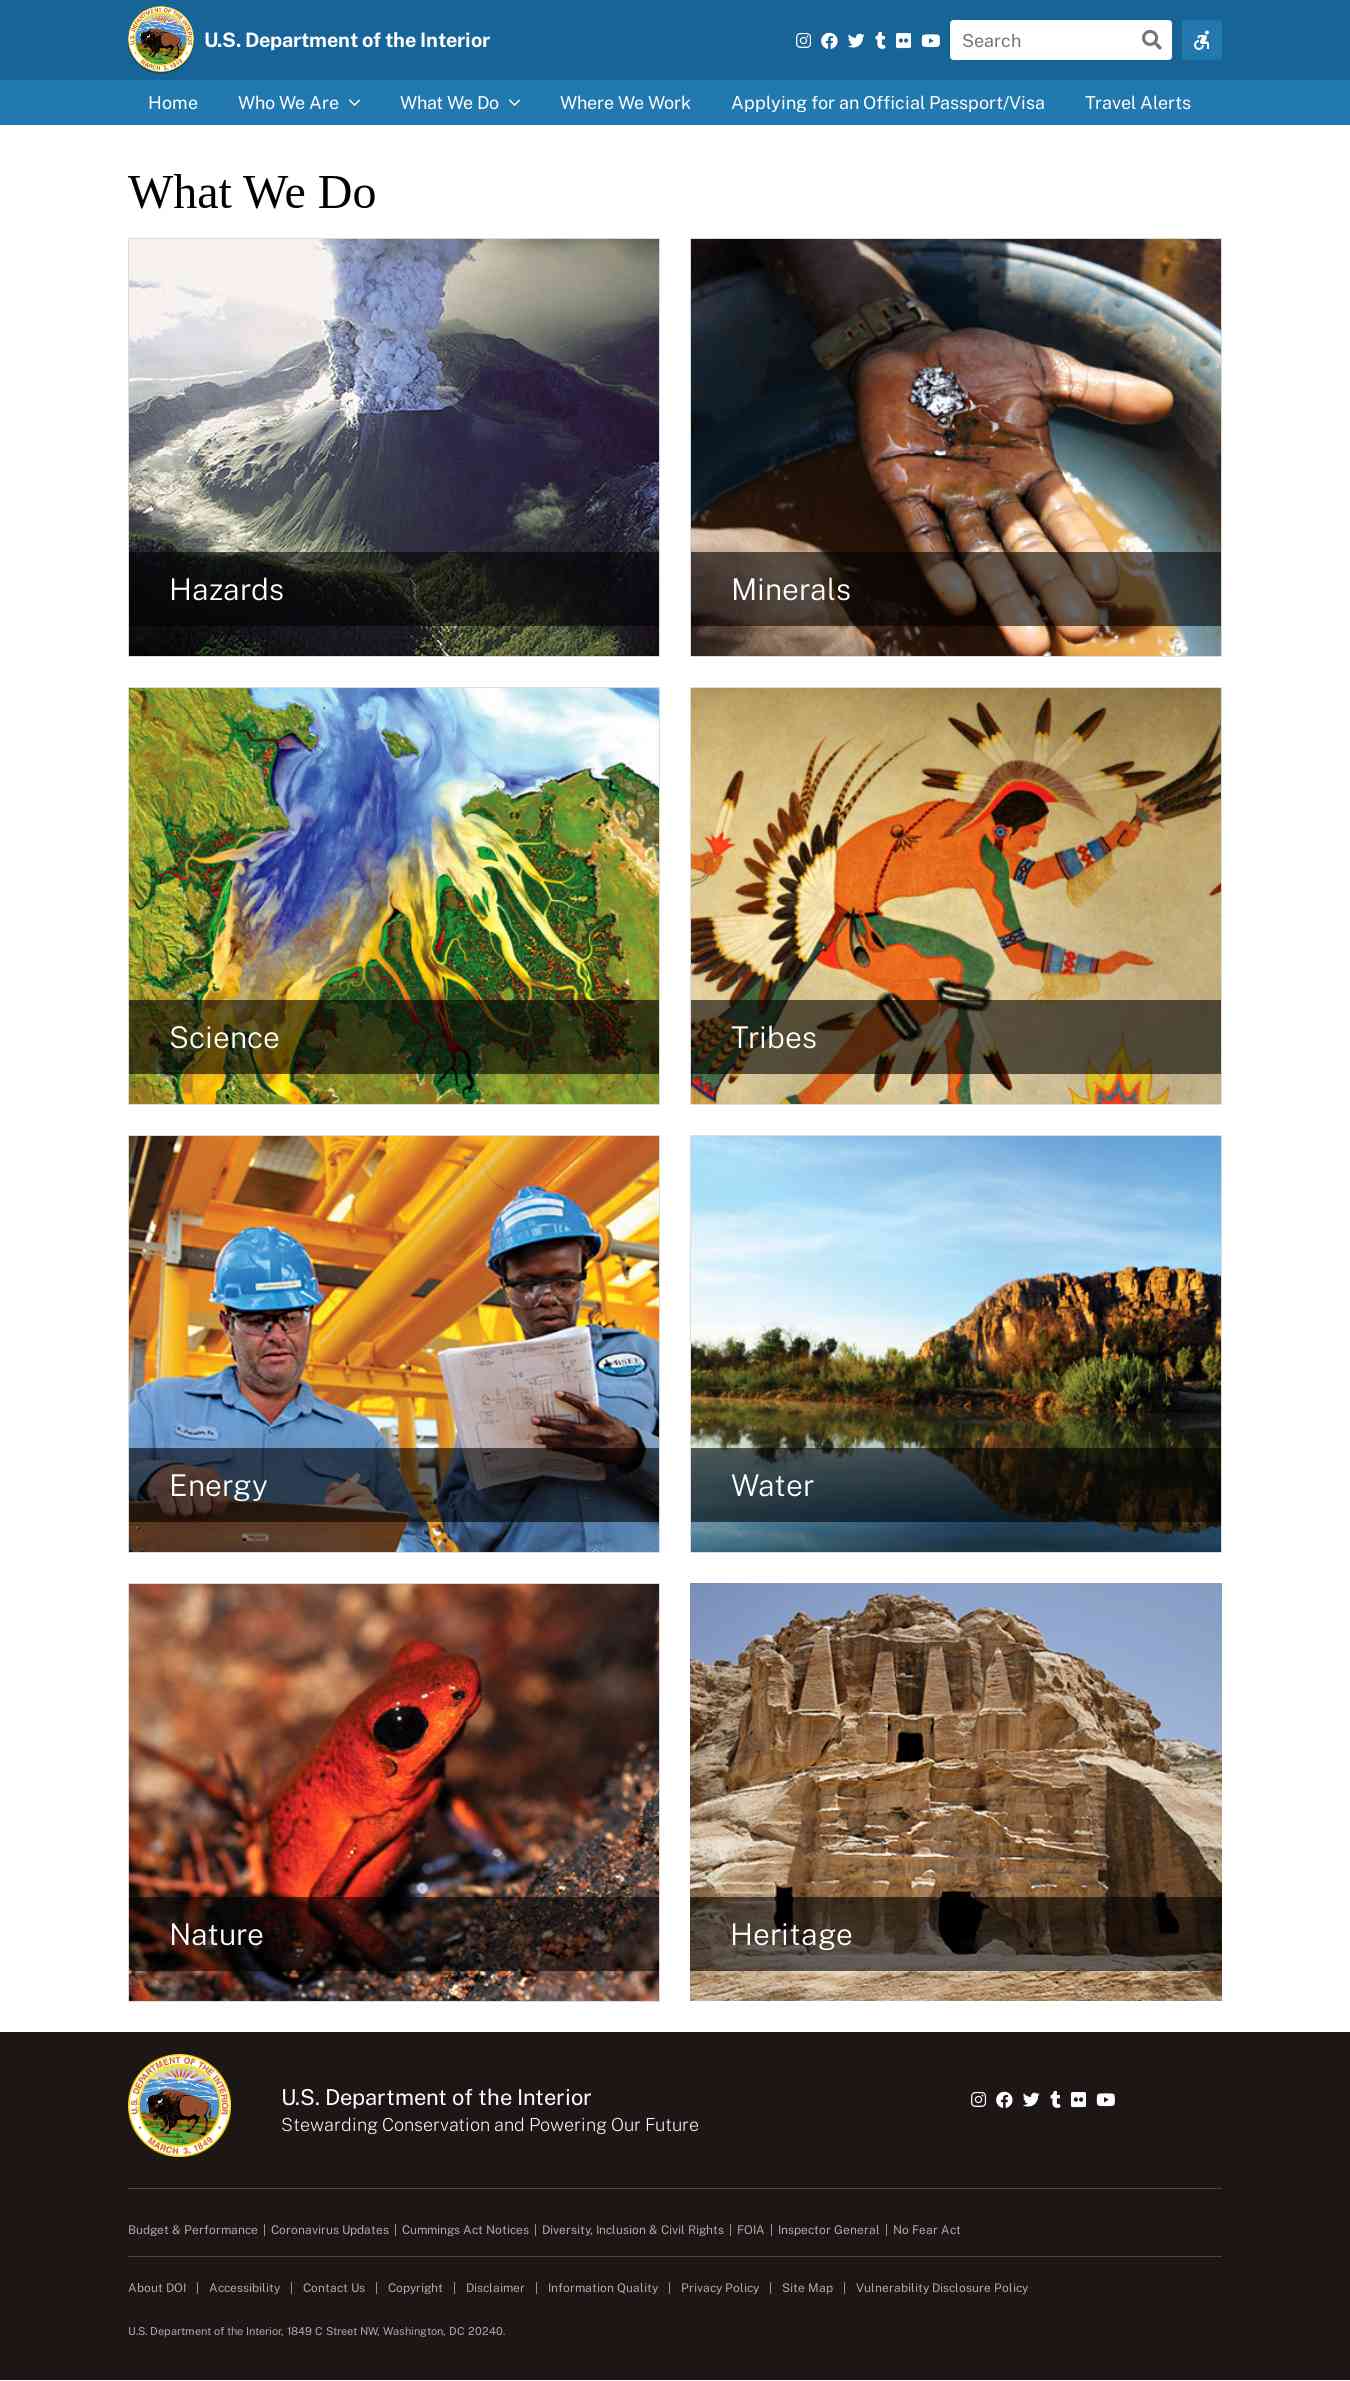 U.S. Department of the Interior
Search
Home
Who We Are
What We Do
Where We Work
Applying for an Official Passport/Visa
Travel Alerts
What We Do
Hazards
Minerals
Science
Tribes
Energy
Water
Nature
Heritage
U.S. DEPARTMENT OF THE INTERIOR
MARCH 3, 1849
U.S. Department of the Interior
Stewarding Conservation and Powering Our Future
Budget & Performance | Coronavirus Updates | Cummings Act Notices | Diversity, Inclusion & Civil Rights | FOIA | Inspector General | No Fear Act
About DOI | Accessibility | Contact Us | Copyright | Disclaimer | Information Quality | Privacy Policy | Site Map | Vulnerability Disclosure Policy
U.S. Department of the Interior, 1849 C Street NW, Washington, DC 20240.